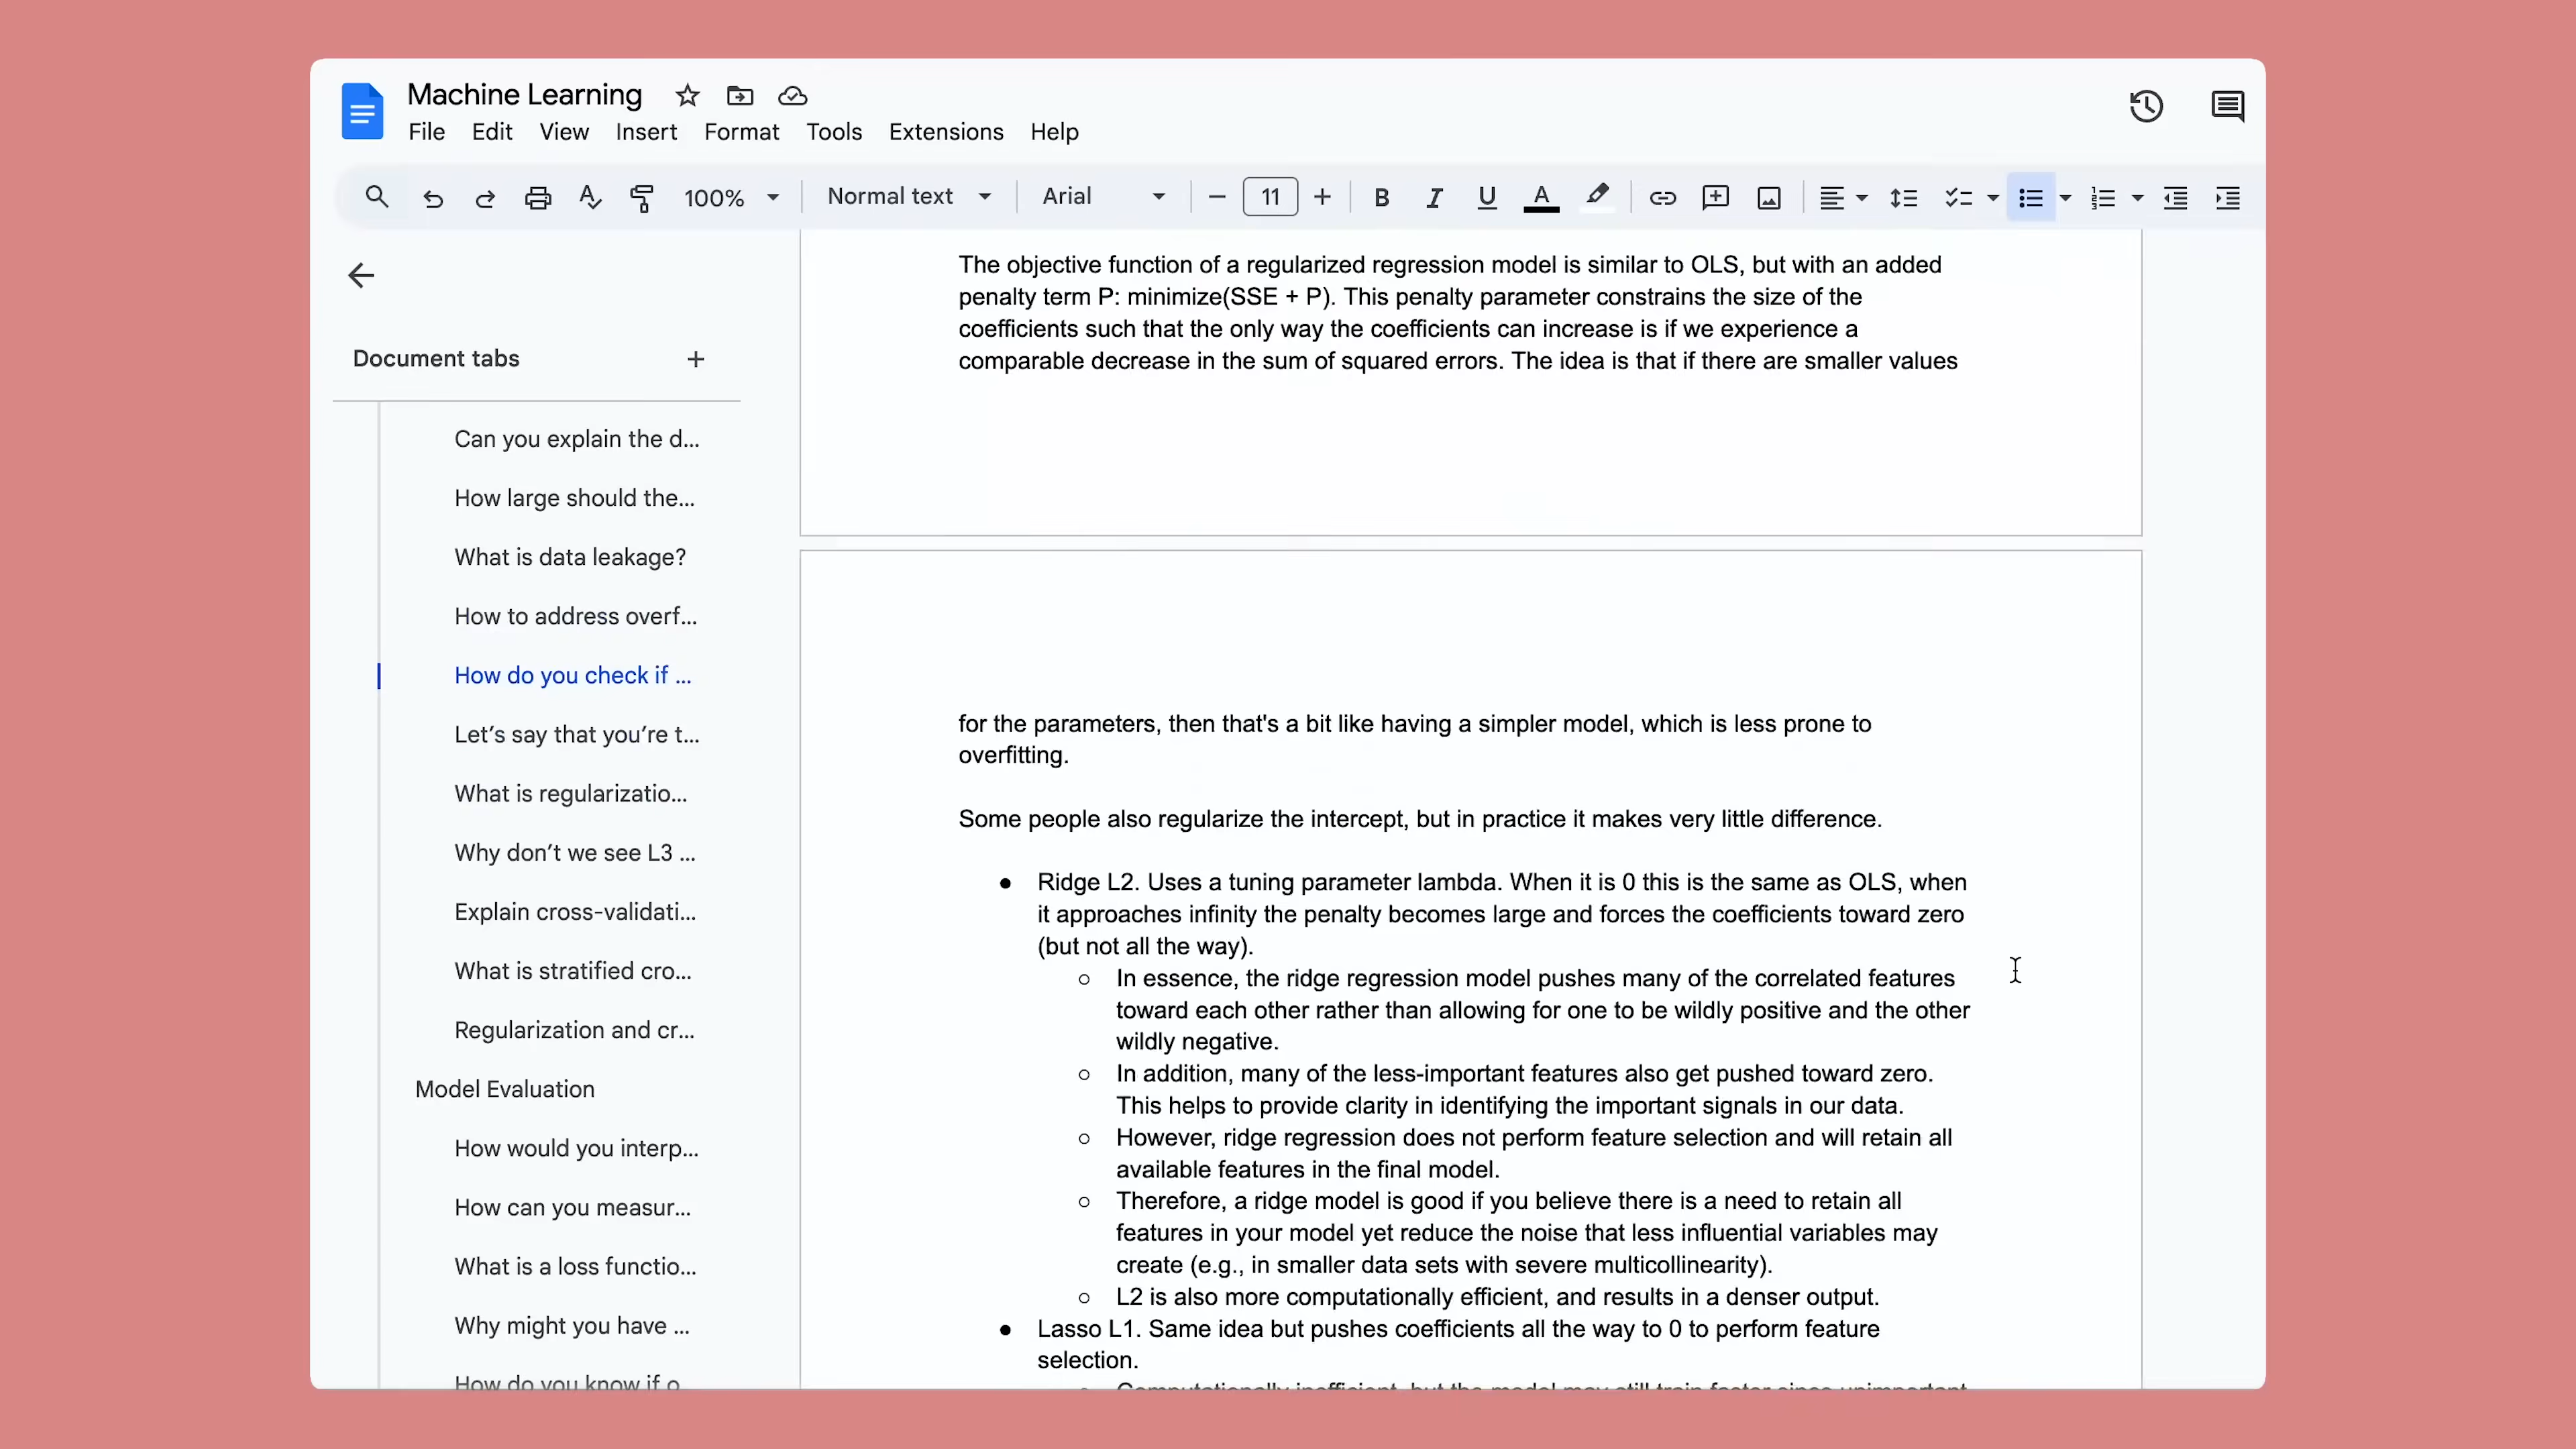 Machine Learning
File Edit View Insert Format Tools Extensions Help
100% Normal text Arial 11 B I U A
Document tabs
Can you explain the d...
How large should the...
What is data leakage?
How to address overf...
How do you check if ...
Let’s say that you’re t...
What is regularizatio...
Why don’t we see L3 ...
Explain cross-validati...
What is stratified cro...
Regularization and cr...
Model Evaluation
How would you interp...
How can you measur...
What is a loss functio...
Why might you have ...
How do you know if o
The objective function of a regularized regression model is similar to OLS, but with an added
penalty term P: minimize(SSE + P). This penalty parameter constrains the size of the
coefficients such that the only way the coefficients can increase is if we experience a
comparable decrease in the sum of squared errors. The idea is that if there are smaller values
for the parameters, then that's a bit like having a simpler model, which is less prone to
overfitting.
Some people also regularize the intercept, but in practice it makes very little difference.
● Ridge L2. Uses a tuning parameter lambda. When it is 0 this is the same as OLS, when
it approaches infinity the penalty becomes large and forces the coefficients toward zero
(but not all the way).
○ In essence, the ridge regression model pushes many of the correlated features
toward each other rather than allowing for one to be wildly positive and the other
wildly negative.
○ In addition, many of the less-important features also get pushed toward zero.
This helps to provide clarity in identifying the important signals in our data.
○ However, ridge regression does not perform feature selection and will retain all
available features in the final model.
○ Therefore, a ridge model is good if you believe there is a need to retain all
features in your model yet reduce the noise that less influential variables may
create (e.g., in smaller data sets with severe multicollinearity).
○ L2 is also more computationally efficient, and results in a denser output.
● Lasso L1. Same idea but pushes coefficients all the way to 0 to perform feature
selection.
Computationally inefficient, but the model may still train faster since unimportant